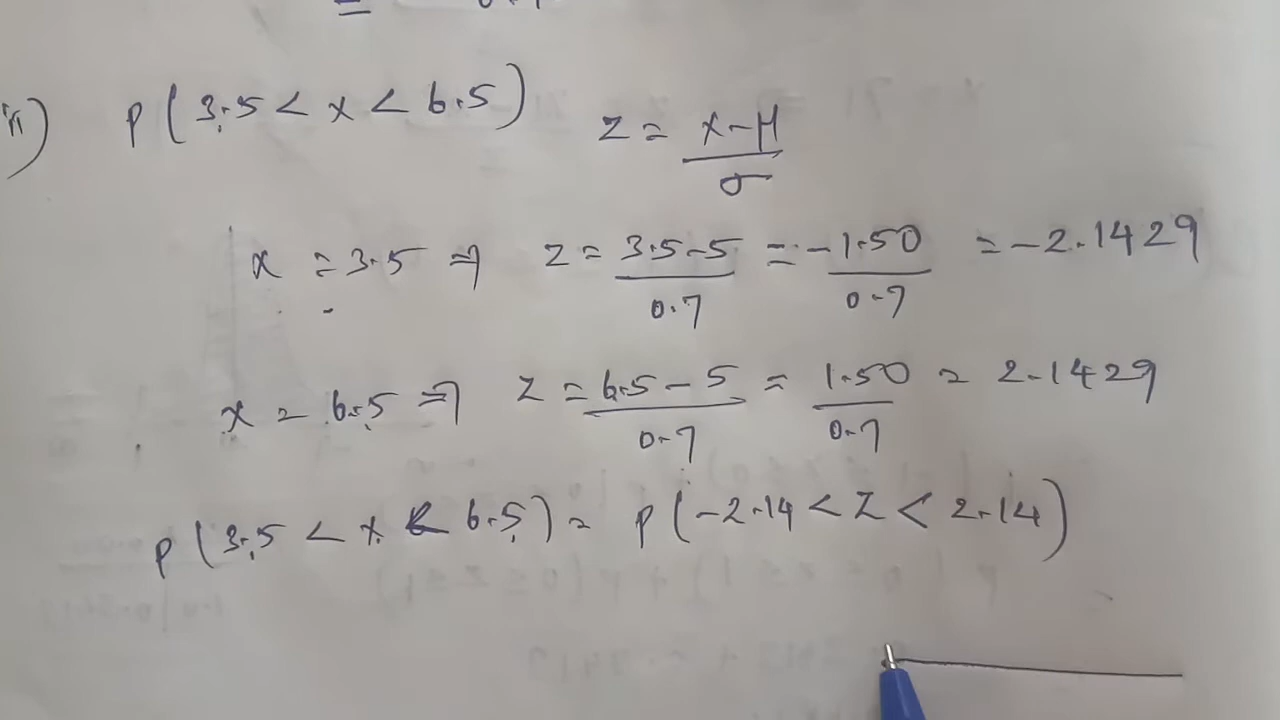 ii) P(3.5 < x < 6.5) z = x-μ/σ
x = 3.5 ⇒ z = 3.5-5/0.7 = -1.50/0.7 = -2.1429
x = 6.5 ⇒ z = 6.5-5/0.7 = 1.50/0.7 = 2.1429
P(3.5 < x < 6.5) = P(-2.14 < z < 2.14)